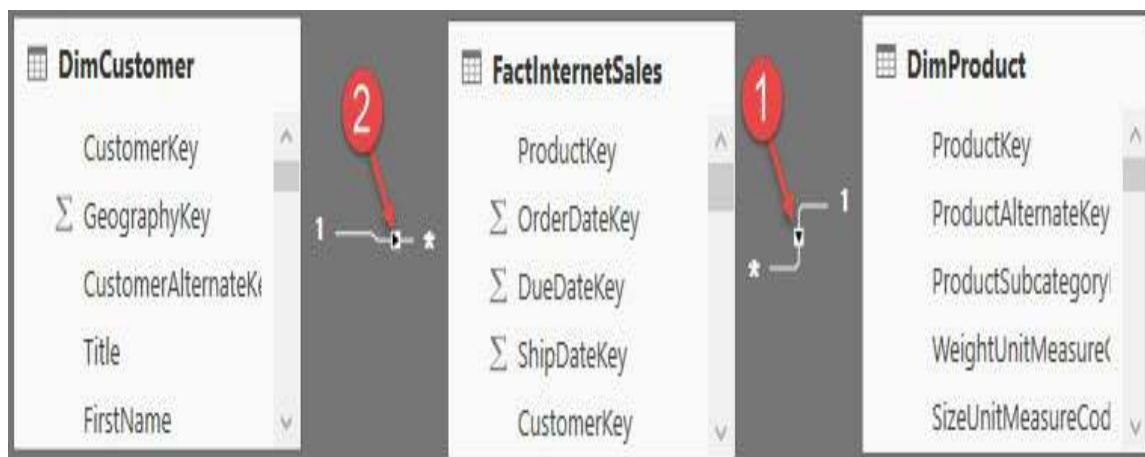 DimCustomer
CustomerKey
∑ GeographyKey
CustomerAlternateKe
Title
FirstName
2
1
*
FactInternetSales
ProductKey
∑ OrderDateKey
∑ DueDateKey
∑ ShipDateKey
CustomerKey
1
1
*
DimProduct
ProductKey
ProductAlternateKey
ProductSubcategory
WeightUnitMeasure
SizeUnitMeasureCod